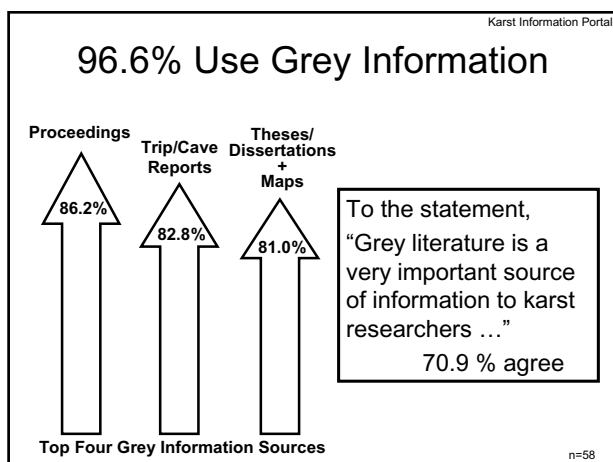 Karst Information Portal
96.6% Use Grey Information
Proceedings
Trip/Cave
Reports
Theses/
Dissertations
+
Maps
86.2%
82.8%
81.0%
To the statement,
“Grey literature is a
very important source
of information to karst
researchers …”
70.9 % agree
Top Four Grey Information Sources
n=58